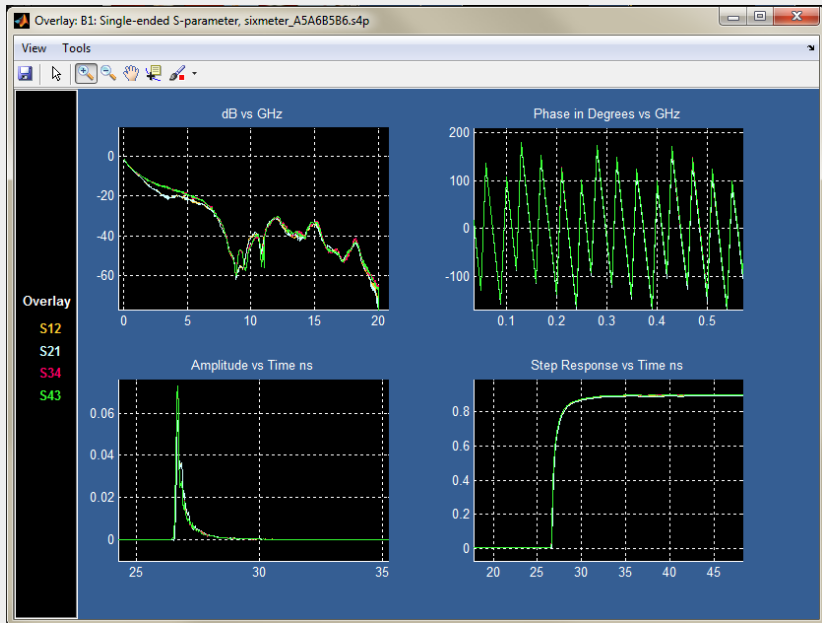 Overlay: B1: Single-ended S-parameter, sixmeter_A5A6B5B6.s4p
View Tools
Overlay
S12
S21
S34
S43
dB vs GHz
0
-20
-40
-60
0 5 10 15 20
Phase in Degrees vs GHz
200
100
0
-100
0.1 0.2 0.3 0.4 0.5
Amplitude vs Time ns
0.06
0.04
0.02
0
25 30 35
Step Response vs Time ns
0.8
0.6
0.4
0.2
0
20 25 30 35 40 45